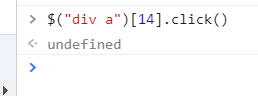 > $("div a")[14].click()
<· undefined
>